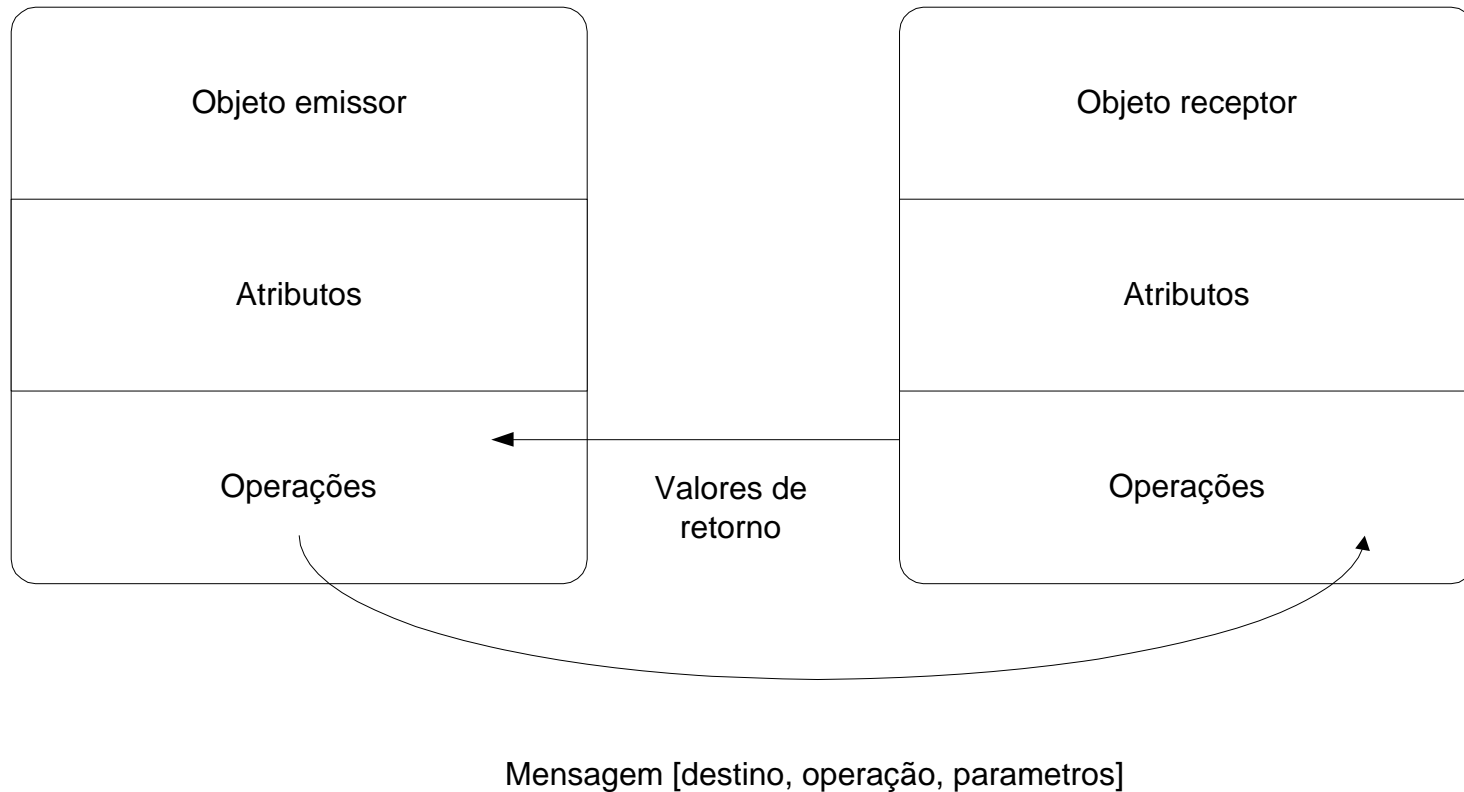 Objeto emissor
Objeto receptor
Atributos
Atributos
Operações
Valores de
retorno
Operações
Mensagem [destino, operação, parametros]